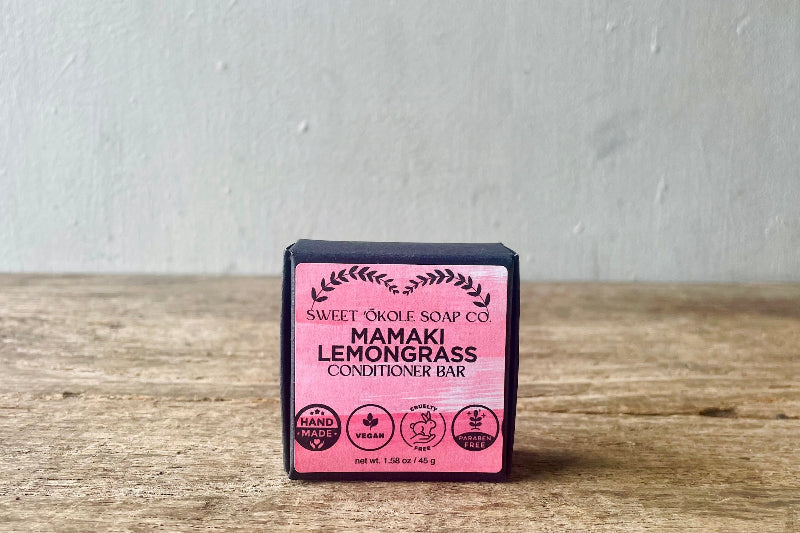 SWEET ‘ŌKOLE SOAP CO.
MAMAKI
LEMONGRASS
CONDITIONER BAR
HAND
MADE
VEGAN
CRUELTY
FREE
PARABEN
FREE
net wt. 1.58 oz / 45 g